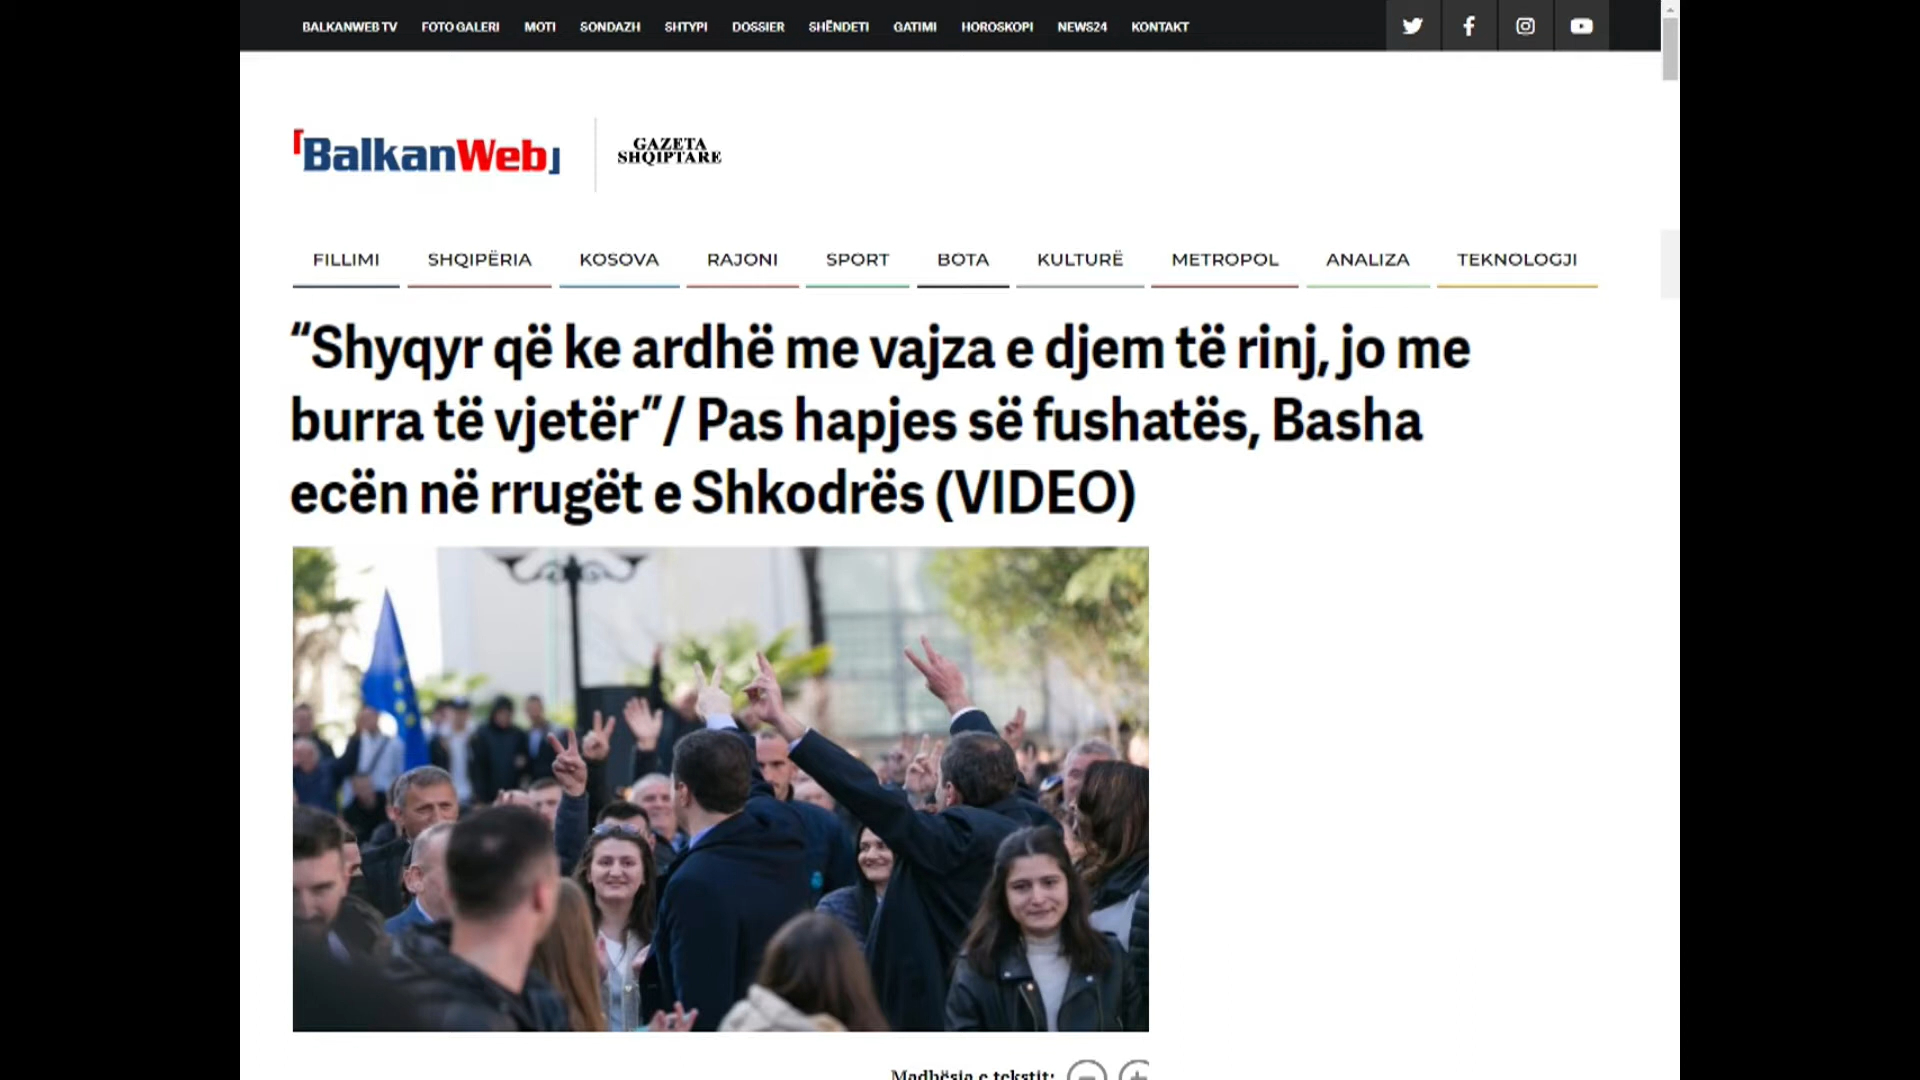 BALKANWEB TV FOTO GALERI MOTI SONDAZH SHTYPI DOSSIER SHËNDETI GATIMI HOROSKOPI NEWS24 KONTAKT
BalkanWeb
GAZETA
SHQIPTARE
FILLIMI SHQIPËRIA KOSOVA RAJONI SPORT BOTA KULTURË METROPOL ANALIZA TEKNOLOGJI
“Shyqyr që ke ardhë me vajza e djem të rinj, jo me
burra të vjetër”/ Pas hapjes së fushatës, Basha
ecën në rrugët e Shkodrës (VIDEO)
Madhësia e tekstit: